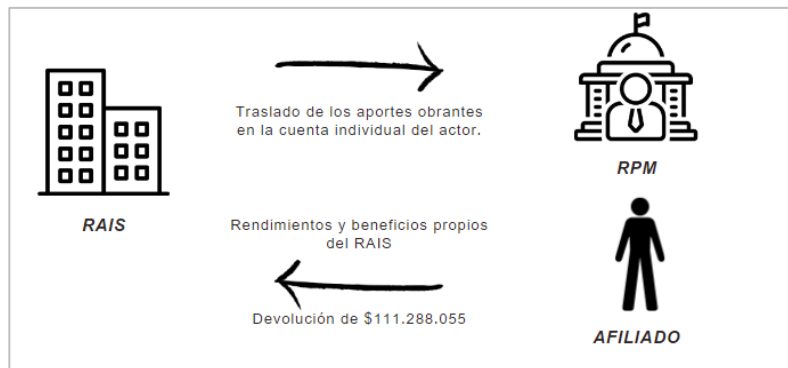 Traslado de los aportes obrantes
en la cuenta individual del actor.
RPM
RAIS
Rendimientos y beneficios propios
del RAIS
Devolución de $111.288.055
AFILIADO